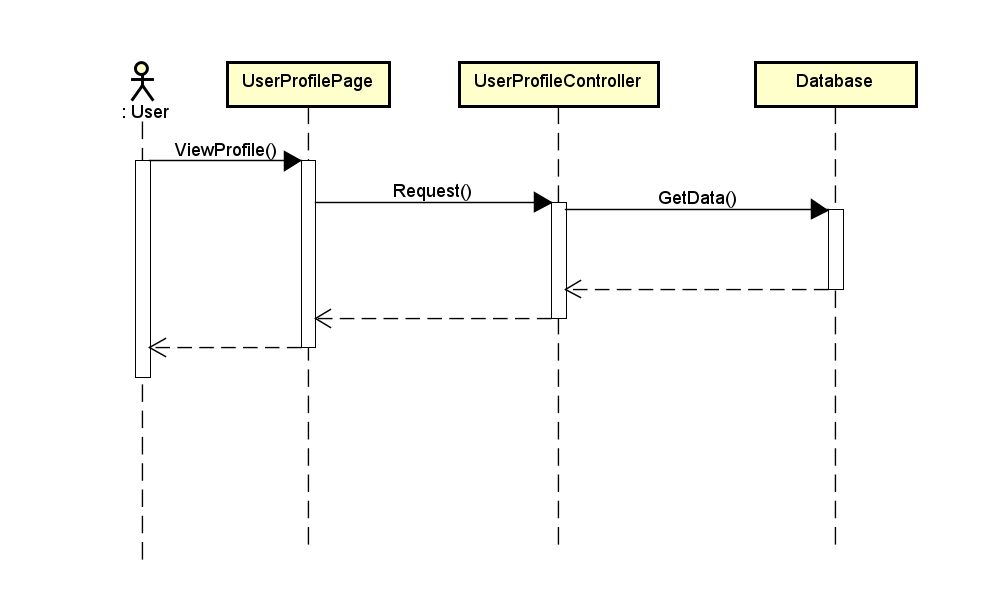 UserProfilePage
UserProfileController
Database
: User
ViewProfile()
Request()
GetData()